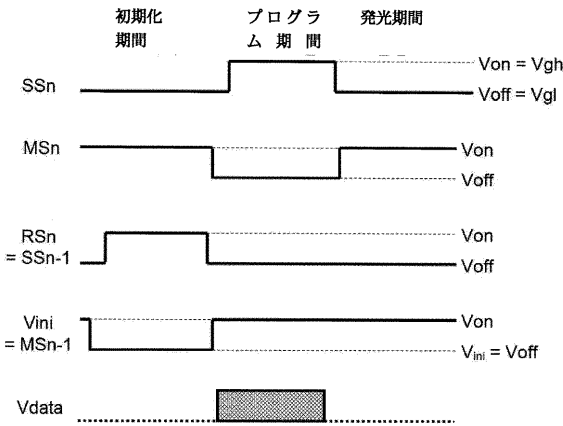 初期化 プログラ 発光期間
期間 ム 期 間
SSn
Von = Vgh
Voff = Vgl
MSn
Von
Voff
RSn
= SSn-1
Von
Voff
Vini
= MSn-1
Von
Vini = Voff
Vdata